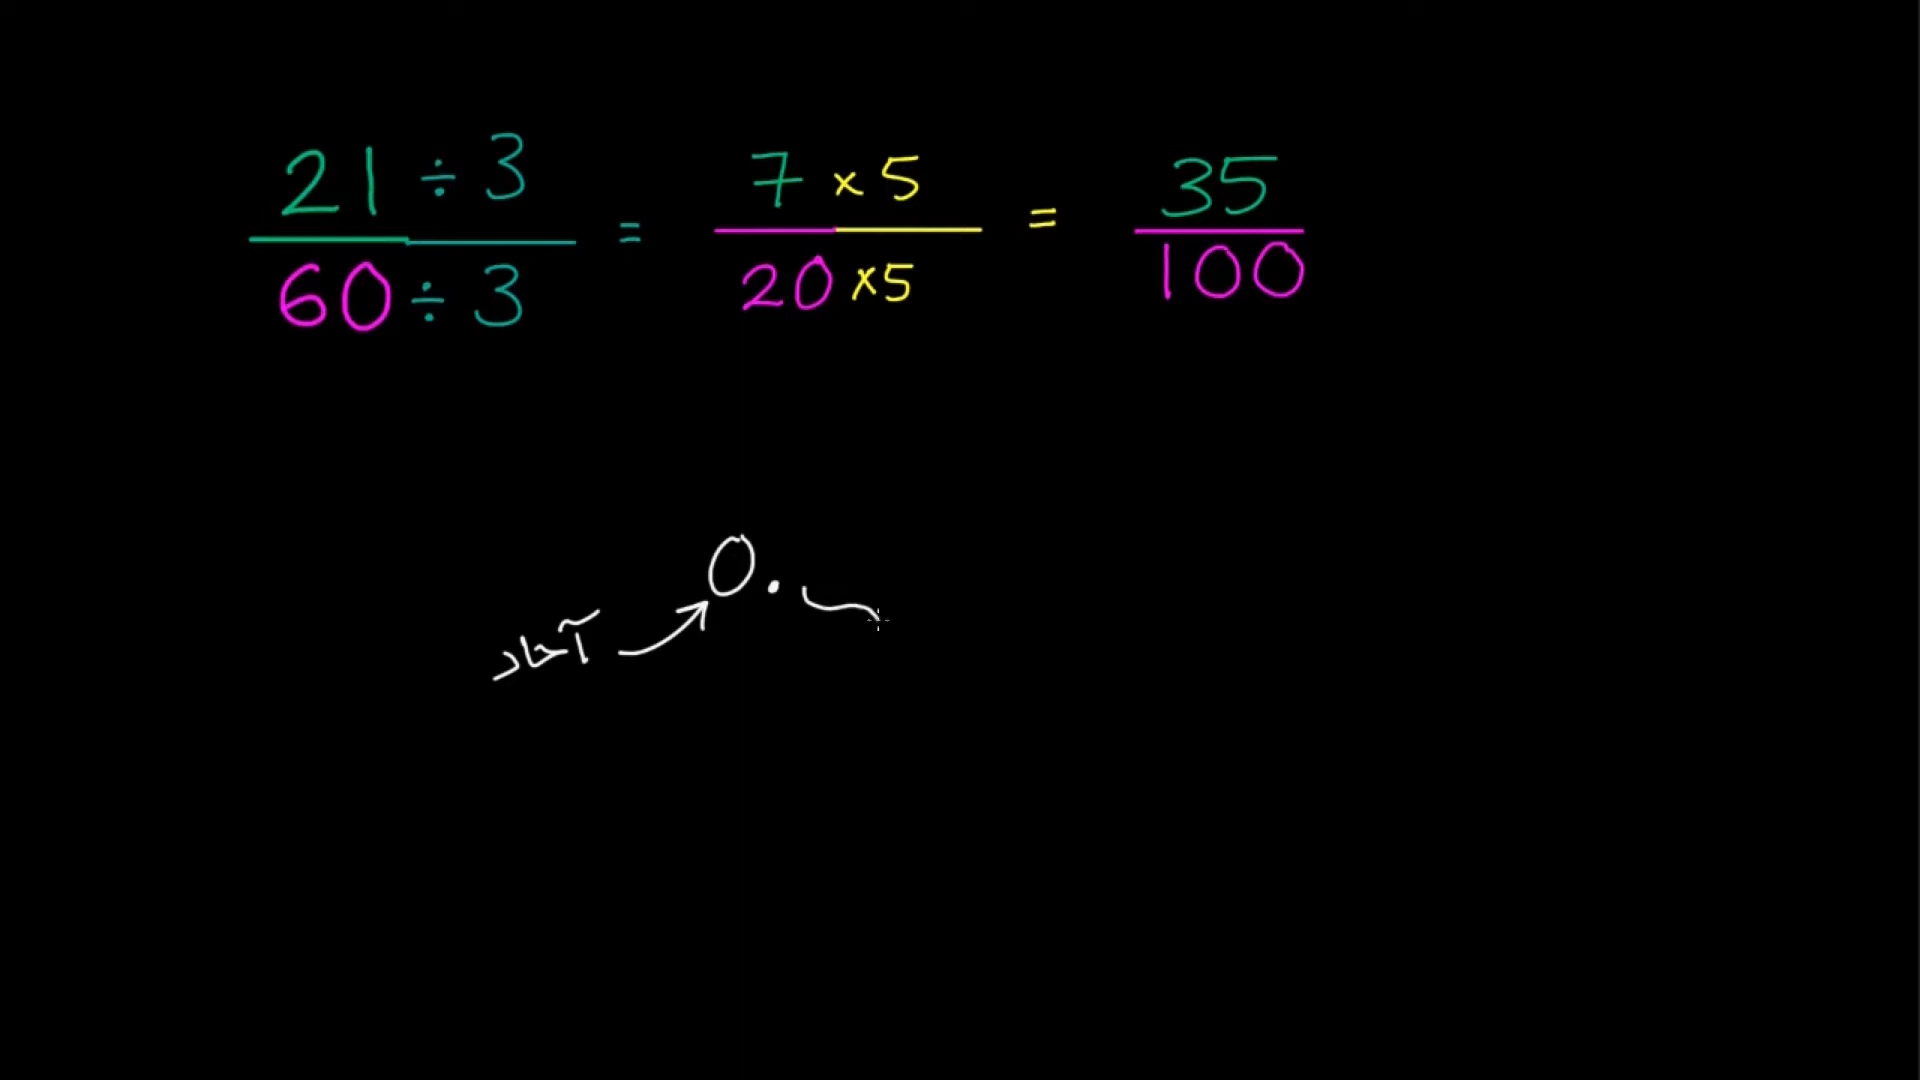 21 ÷ 3 / 60 ÷ 3 = 7 × 5 / 20 × 5 = 35 / 100
0.
آحاد